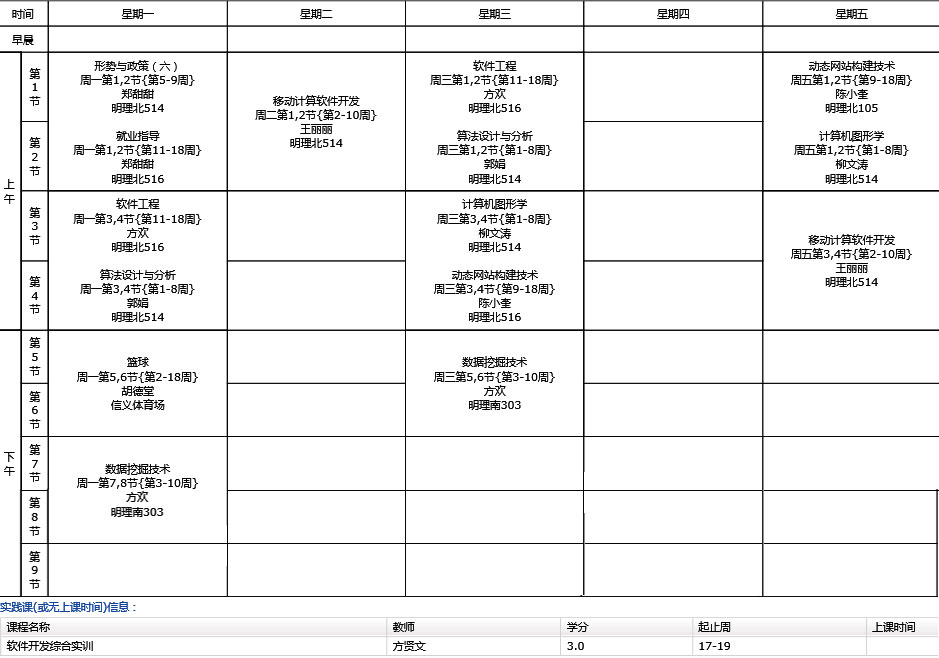 时间
星期一
星期二
星期三
星期四
星期五
早晨
上午
第1节
形势与政策（六）
周一第1,2节{第5-9周}
郑甜甜
明理北514
就业指导
周一第1,2节{第11-18周}
郑甜甜
明理北516
移动计算软件开发
周二第1,2节{第2-10周}
王丽丽
明理北514
软件工程
周三第1,2节{第11-18周}
方欢
明理北516
算法设计与分析
周三第1,2节{第1-8周}
郭娟
明理北514
动态网站构建技术
周五第1,2节{第9-18周}
陈小奎
明理北105
计算机图形学
周五第1,2节{第1-8周}
柳文涛
明理北514
第2节
第3节
软件工程
周一第3,4节{第11-18周}
方欢
明理北516
算法设计与分析
周一第3,4节{第1-8周}
郭娟
明理北514
计算机图形学
周三第3,4节{第1-8周}
柳文涛
明理北514
动态网站构建技术
周三第3,4节{第9-18周}
陈小奎
明理北516
移动计算软件开发
周五第3,4节{第2-10周}
王丽丽
明理北514
第4节
下午
第5节
篮球
周一第5,6节{第2-18周}
胡德堂
信义体育场
数据挖掘技术
周三第5,6节{第3-10周}
方欢
明理南303
第6节
第7节
数据挖掘技术
周一第7,8节{第3-10周}
方欢
明理南303
第8节
第9节
实践课(或无上课时间)信息：
课程名称
教师
学分
起止周
上课时间
软件开发综合实训
方贤文
3.0
17-19